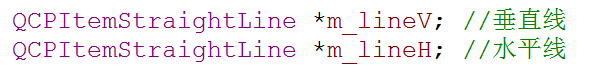 QCPItemStraightLine *m_lineV; //垂直线
QCPItemStraightLine *m_lineH; //水平线